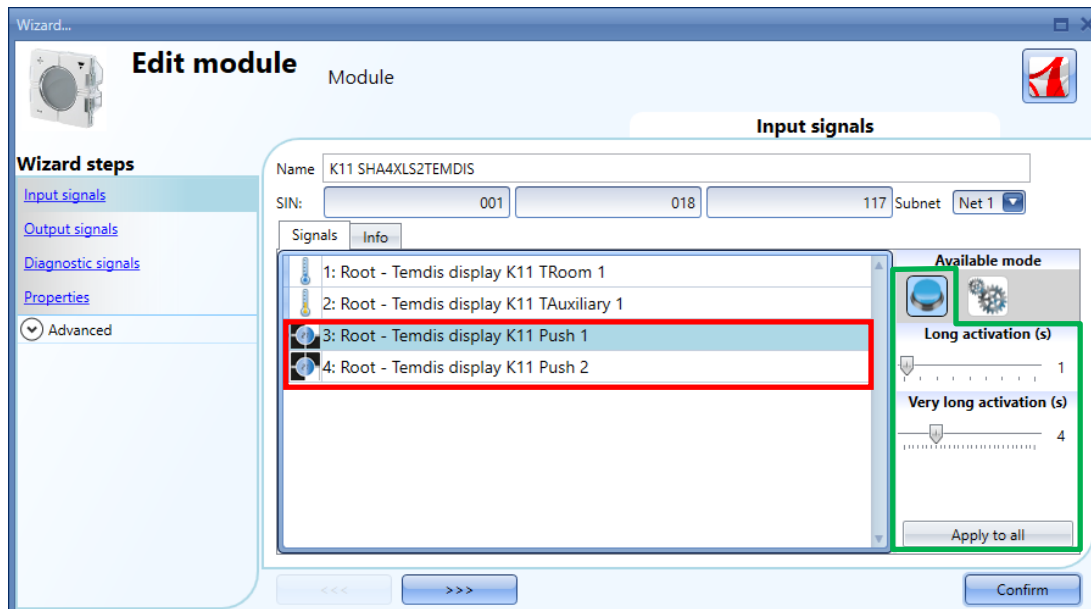 Wizard...
Edit module
Module
Input signals
Wizard steps
Input signals
Output signals
Diagnostic signals
Properties
Advanced
Name K11 SHA4XLS2TEMDIS
SIN: 001 018 117 Subnet Net 1
Signals Info
1: Root - Temdis display K11 TRoom 1
2: Root - Temdis display K11 TAuxiliary 1
3: Root - Temdis display K11 Push 1
4: Root - Temdis display K11 Push 2
Available mode
Long activation (s)
1
Very long activation (s)
4
Apply to all
<<< >>> Confirm